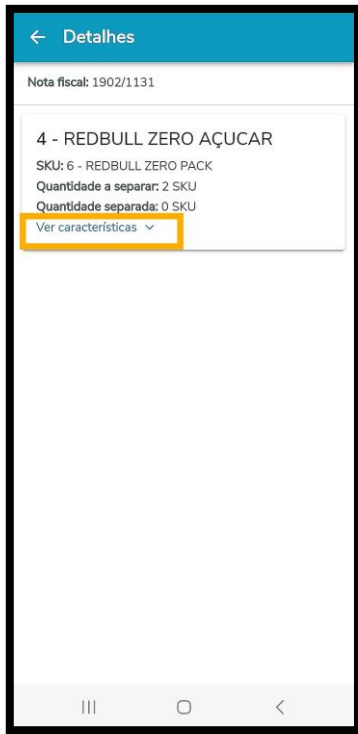 Detalhes
Nota fiscal: 1902/1131
4 - REDBULL ZERO AÇUCAR
SKU: 6 - REDBULL ZERO PACK
Quantidade a separar: 2 SKU
Quantidade separada: 0 SKU
Ver características